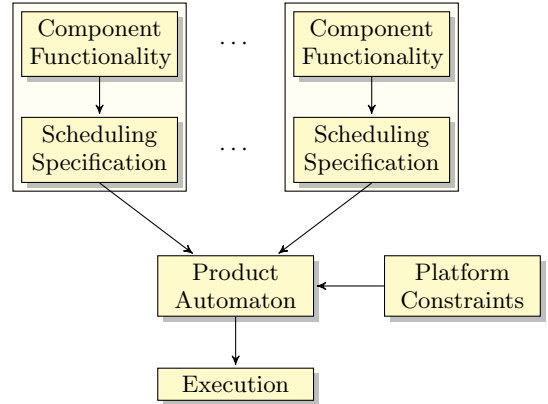 Component
Functionality
. . .
Component
Functionality
Scheduling
Specification
. . .
Scheduling
Specification
Product
Automaton
Platform
Constraints
Execution